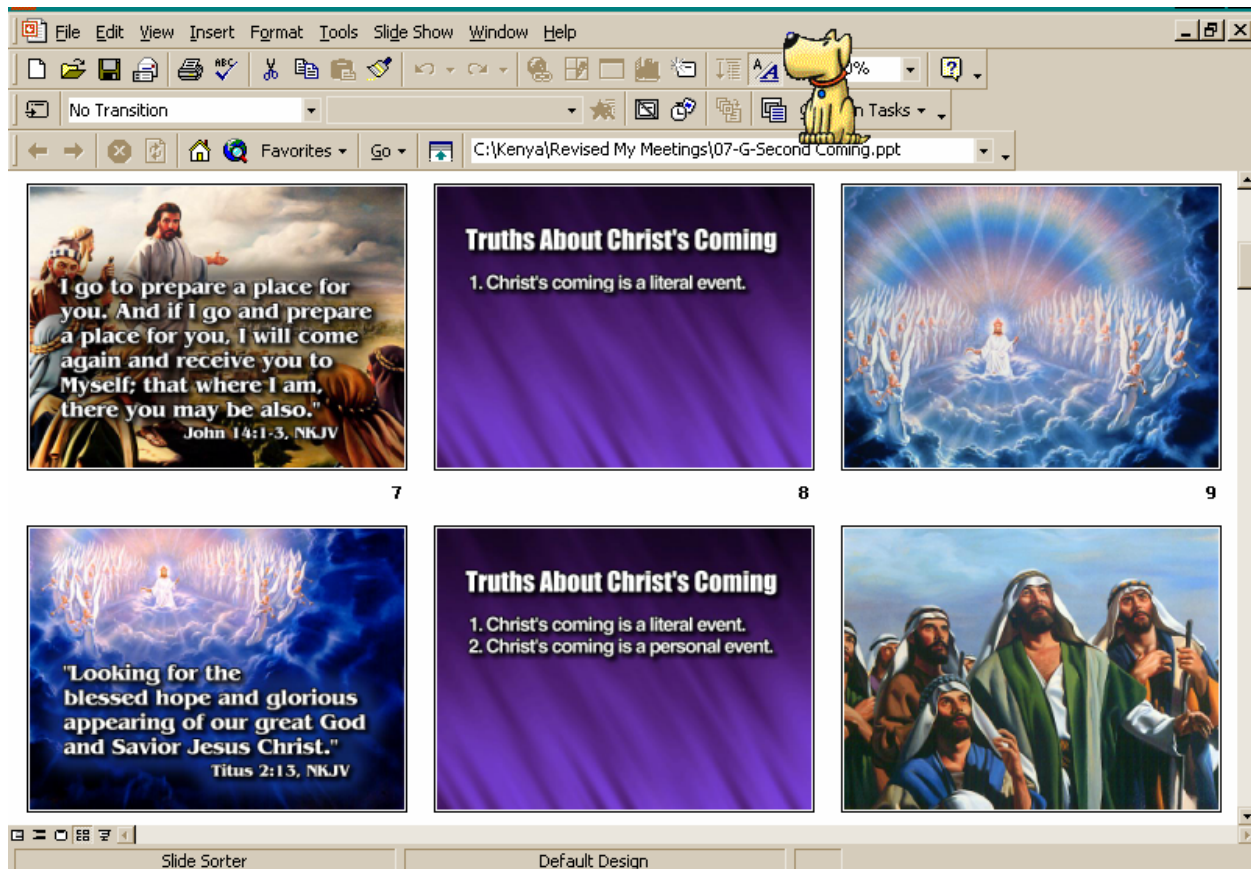 File Edit View Insert Format Tools Slide Show Window Help
ABC
No Transition
Tasks
Favorites Go C:\Kenya\Revised My Meetings\07-G-Second Coming.ppt
I go to prepare a place for
you. And if I go and prepare
a place for you, I will come
again and receive you to
Myself; that where I am,
there you may be also."
John 14:1-3, NKJV
7
Truths About Christ's Coming
1. Christ's coming is a literal event.
8
9
"Looking for the
blessed hope and glorious
appearing of our great God
and Savior Jesus Christ."
Titus 2:13, NKJV
Truths About Christ's Coming
1. Christ's coming is a literal event.
2. Christ's coming is a personal event.
Slide Sorter
Default Design